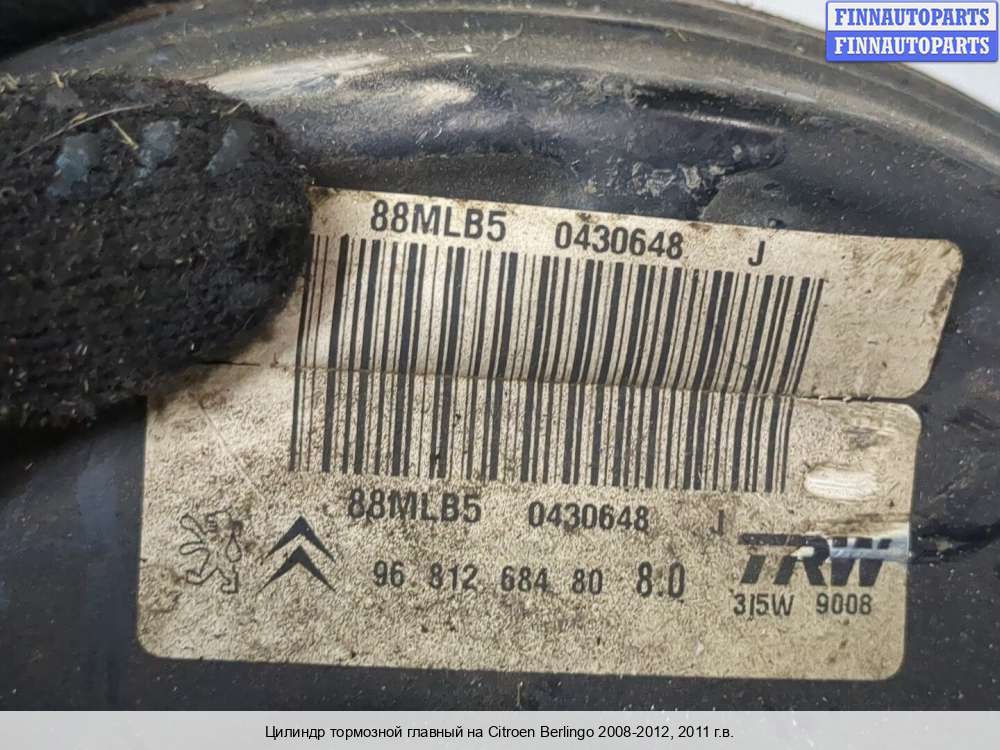 FINNAUTOPARTS
FINNAUTOPARTS
88MLB5 0430648 J
88MLB5 0430648 J
96 812 684 80 8.0
TRW
315W 9008
Цилиндр тормозной главный на Citroen Berlingo 2008-2012, 2011 г.в.